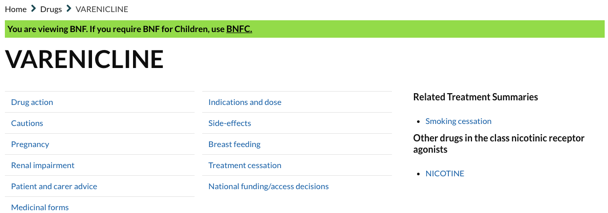 Home > Drugs > VARENICLINE
You are viewing BNF. If you require BNF for Children, use BNFC.
VARENICLINE
Drug action
Indications and dose
Cautions
Side-effects
Pregnancy
Breast feeding
Renal impairment
Treatment cessation
Patient and carer advice
National funding/access decisions
Medicinal forms
Related Treatment Summaries
• Smoking cessation
Other drugs in the class nicotinic receptor
agonists
• NICOTINE